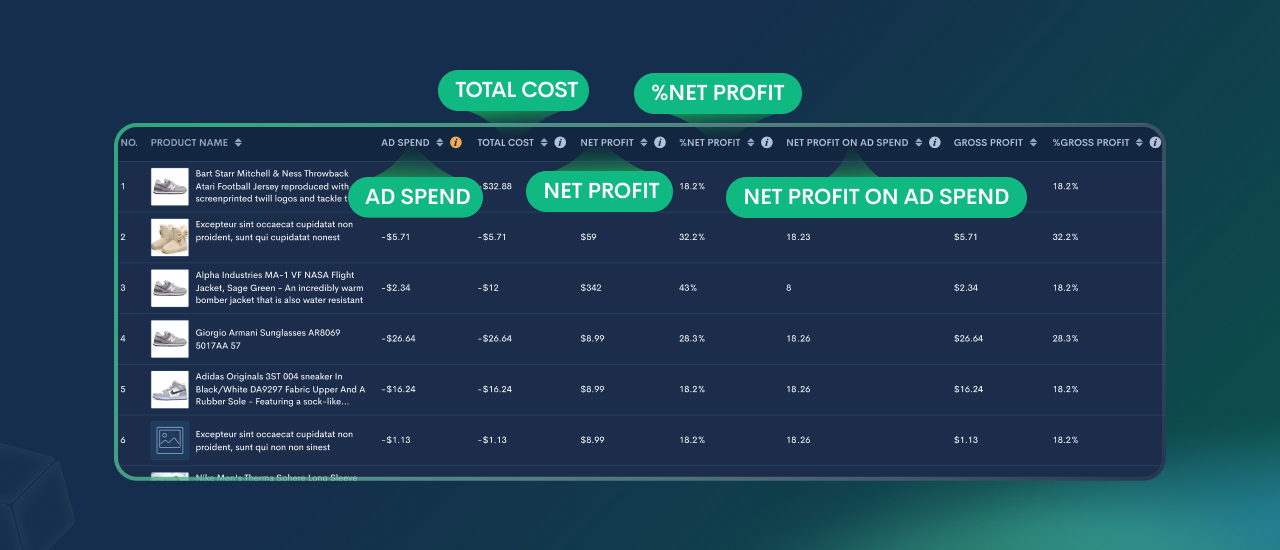 TOTAL COST
%NET PROFIT
NO. PRODUCT NAME AD SPEND i TOTAL COST i NET PROFIT i %NET PROFIT i NET PROFIT ON AD SPEND i GROSS PROFIT %GROSS PROFIT i
Bart Starr Mitchell & Ness Throwback
1 Atari Football Jersey reproduced with -$32.88 18.2% 18.2%
screenprinted twill logos and tackle
AD SPEND NET PROFIT NET PROFIT ON AD SPEND
Excepteur sint occaecat cupidatat non
2 proident, sunt qui cupidatat nonest -$5.71 -$5.71 $59 32.2% 18.23 $5.71 32.2%
Alpha Industries MA-1 VF NASA Flight
3 Jacket, Sage Green - An incredibly warm -$2.34 -$12 $342 43% 8 $2.34 18.2%
bomber jacket that is also water resistant
Giorgio Armani Sunglasses AR8069
4 5017AA 57 -$26.64 -$26.64 $8.99 28.3% 18.26 $26.64 28.3%
Adidas Originals 3ST 004 sneaker In
5 Black/White DA9297 Fabric Upper And A -$16.24 -$16.24 $8.99 18.2% 18.26 $16.24 18.2%
Rubber Sole - Featuring a sock-like...
Excepteur sint occaecat cupidatat non
6 proident, sunt qui non non sinest -$1.13 -$1.13 $8.99 18.2% 18.26 $1.13 18.2%
Nike Men's Therma Sphere Long Sleeve